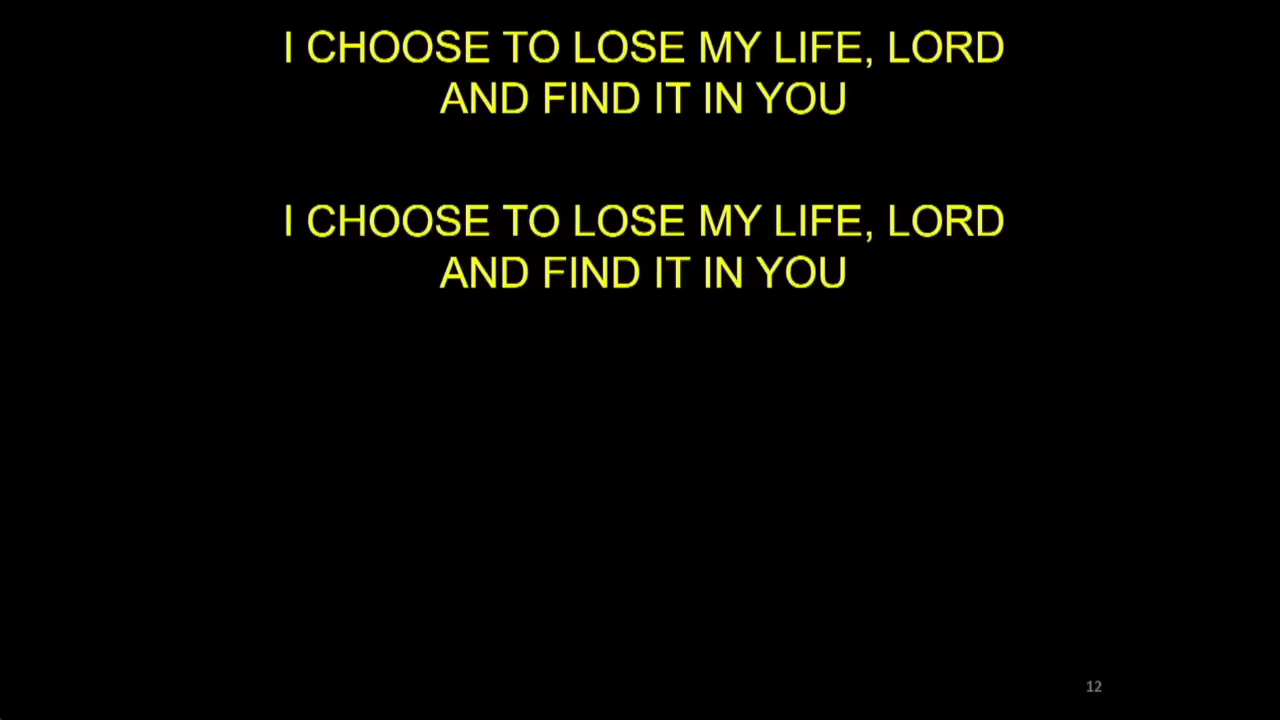 I CHOOSE TO LOSE MY LIFE, LORD
AND FIND IT IN YOU
I CHOOSE TO LOSE MY LIFE, LORD
AND FIND IT IN YOU
12